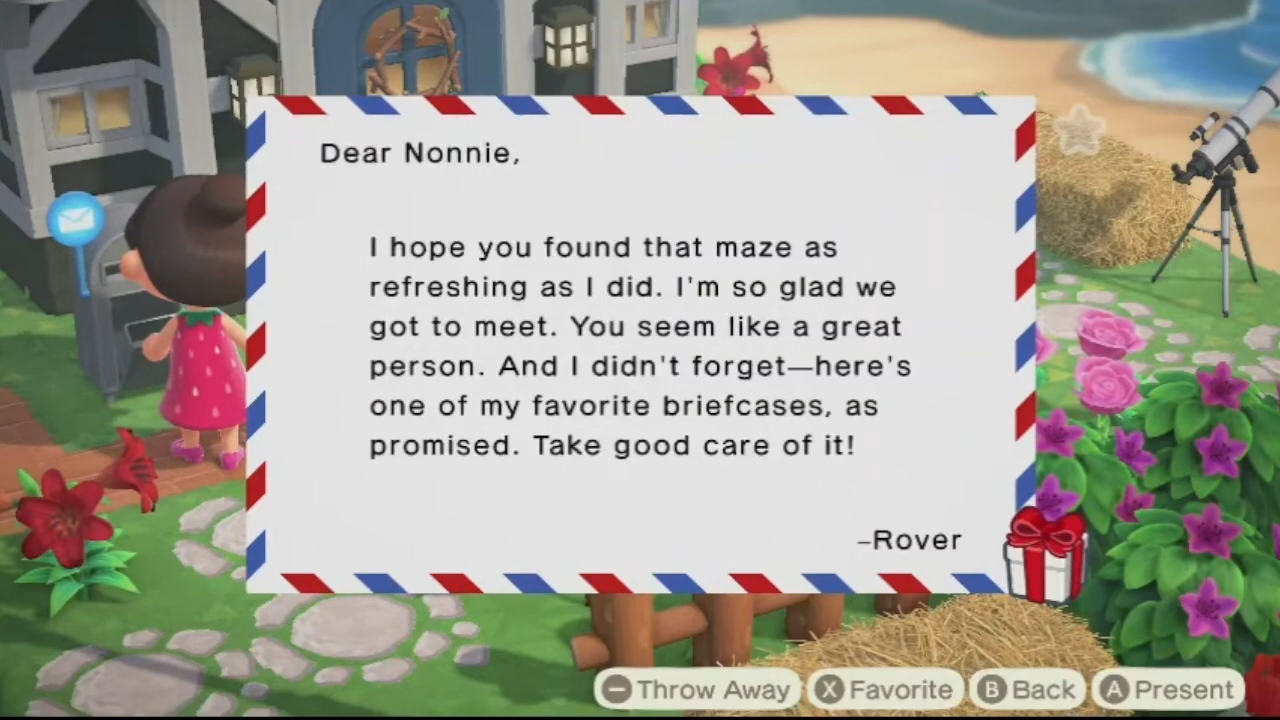 Dear Nonnie,
I hope you found that maze as
refreshing as I did. I'm so glad we
got to meet. You seem like a great
person. And I didn't forget—here's
one of my favorite briefcases, as
promised. Take good care of it!
–Rover
Throw Away X Favorite B Back A Present